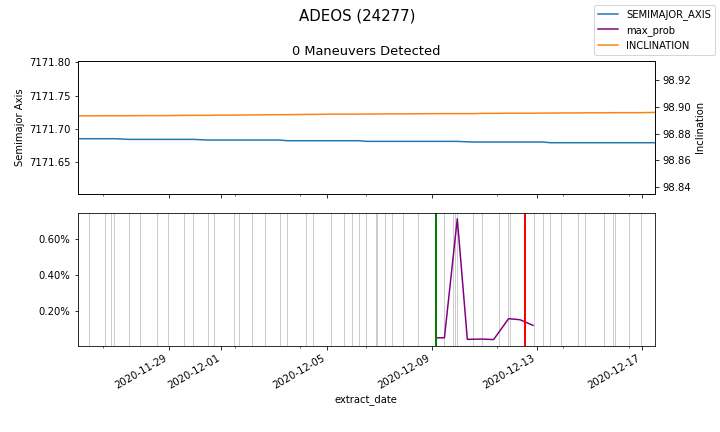 ADEOS (24277)
SEMIMAJOR_AXIS
max_prob
INCLINATION
0 Maneuvers Detected
7171.80
7171.75
7171.70
7171.65
Semimajor Axis
98.92
98.90
98.88
98.86
98.84
Inclination
0.60%
0.40%
0.20%
2020-11-29
2020-12-01
2020-12-05
2020-12-09
2020-12-13
2020-12-17
extract_date